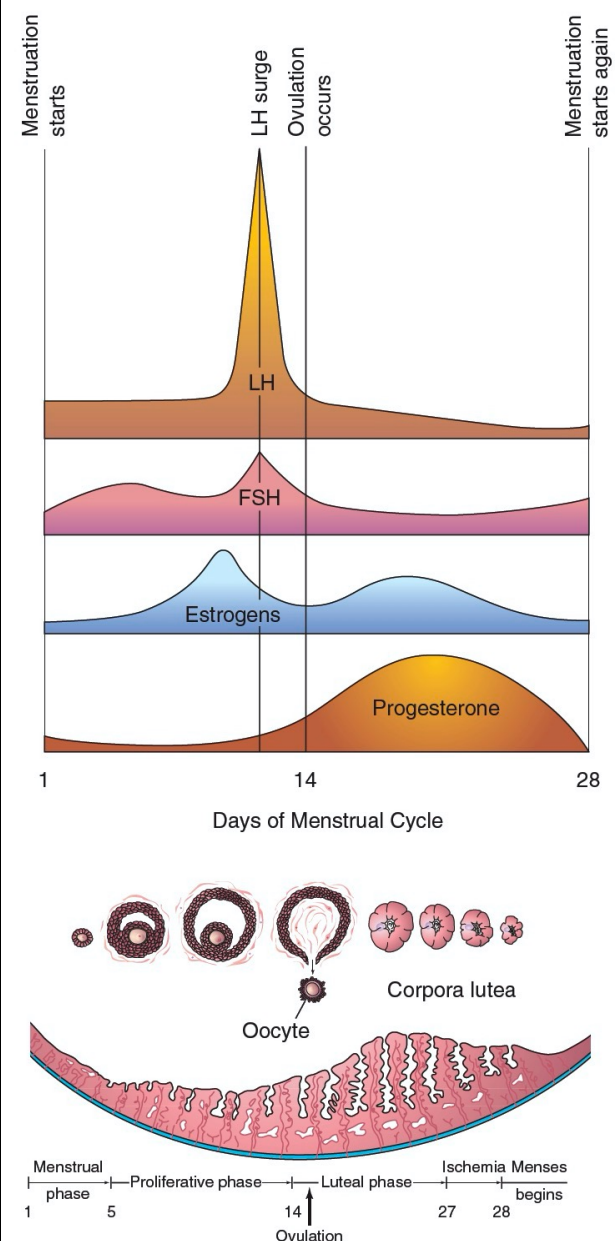 Menstruation
starts
LH surge
Ovulation
occurs
Menstruation
starts again
LH
FSH
Estrogens
Progesterone
1 14 28
Days of Menstrual Cycle
Corpora lutea
Oocyte
Menstrual
phase
Proliferative phase
Luteal phase
Ischemia
Menses
begins
1 5 14 27 28
Ovulation